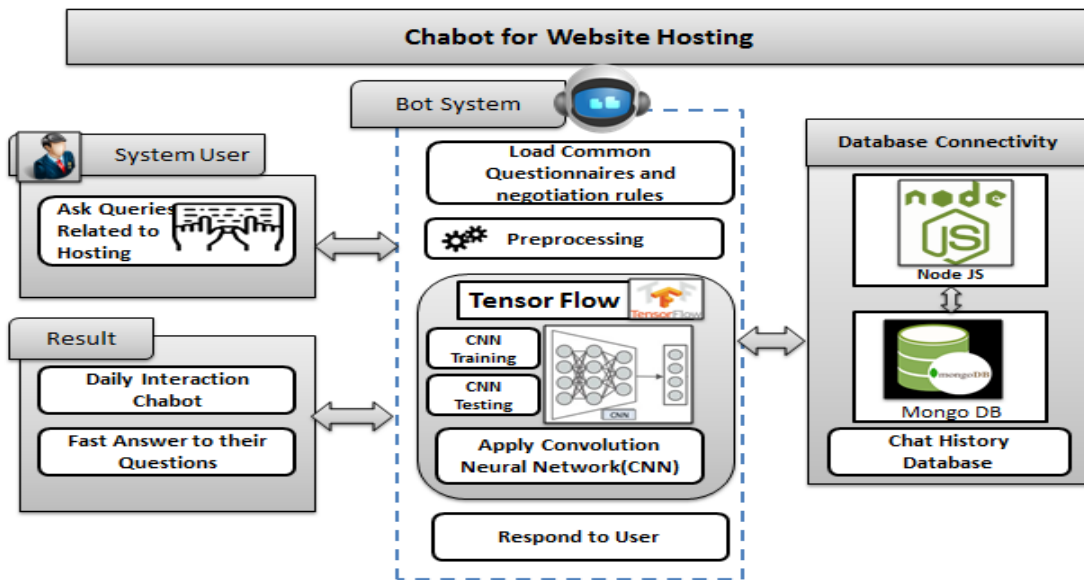 Chabot for Website Hosting
Bot System
System User
Ask Queries
Related to
Hosting
Result
Daily Interaction
Chabot
Fast Answer to their
Questions
Load Common
Questionnaires and
negotiation rules
Preprocessing
Tensor Flow
TensorFlow
CNN
Training
CNN
Testing
CNN
Apply Convolution
Neural Network(CNN)
Respond to User
Database Connectivity
node
JS
Node JS
mongoDB
Mongo DB
Chat History
Database